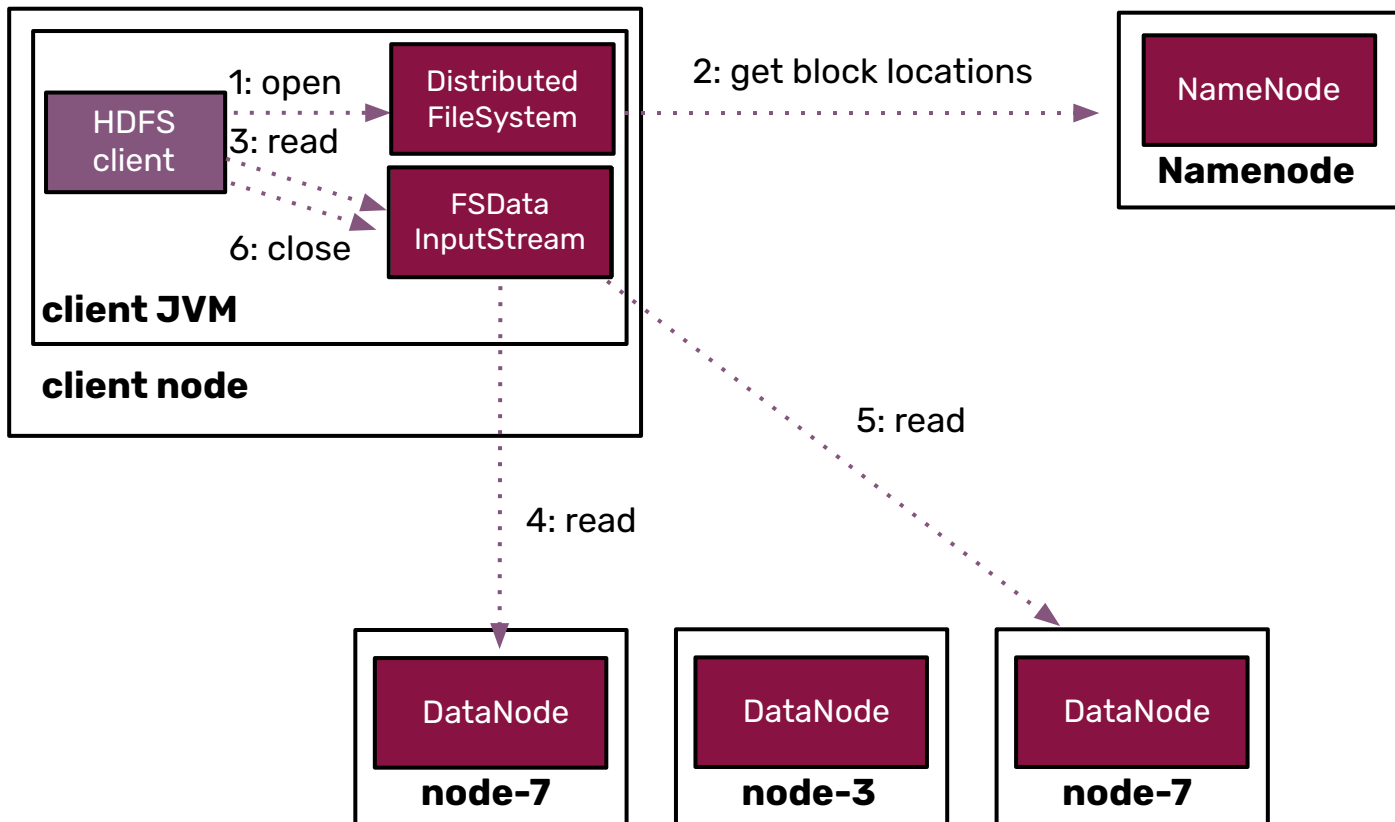 1: open
Distributed
FileSystem
2: get block locations
NameNode
Namenode
HDFS
client
3: read
FSData
InputStream
6: close
client JVM
client node
5: read
4: read
DataNode
node-7
DataNode
node-3
DataNode
node-7